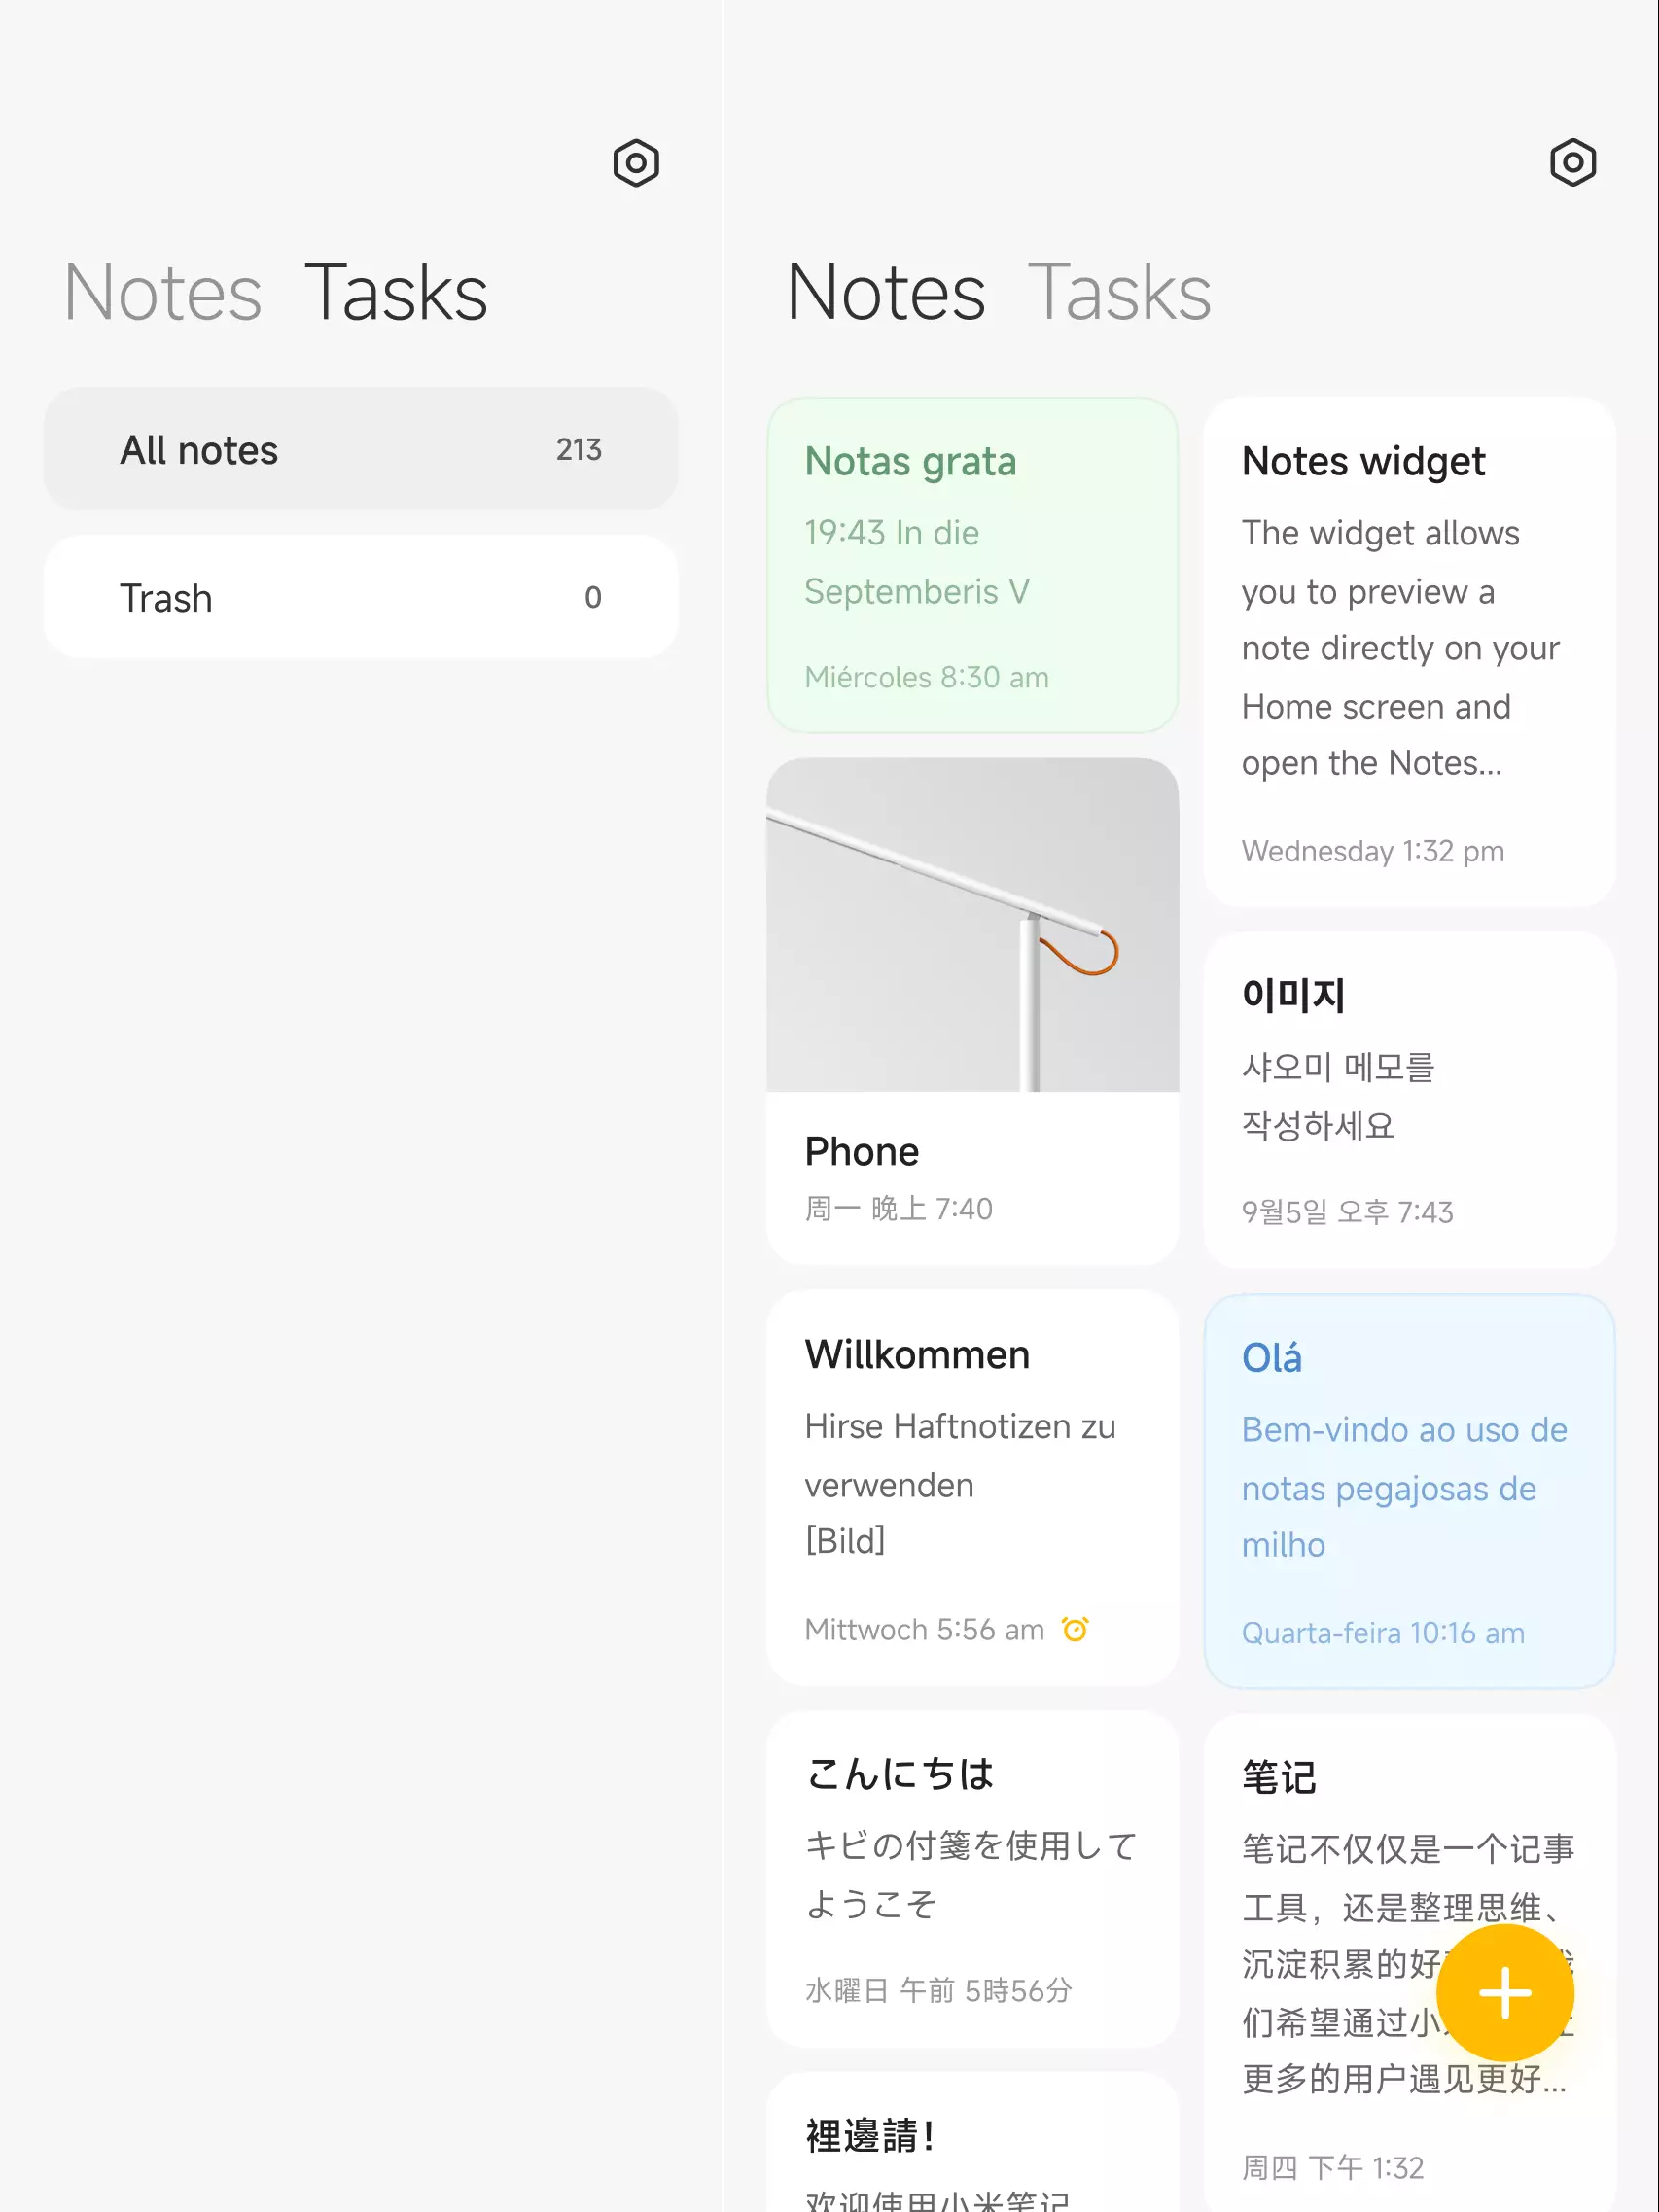 Notes Tasks
All notes 213
Trash 0
Notes Tasks
Notas grata
19:43 In die
Septemberis V
Miércoles 8:30 am
Phone
周一 晚上 7:40
Willkommen
Hirse Haftnotizen zu
verwenden
[Bild]
Mittwoch 5:56 am
こんにちは
キビの付箋を使用して
ようこそ
水曜日 午前 5時56分
裡邊請！
欢迎使用小米笔记
Notes widget
The widget allows
you to preview a
note directly on your
Home screen and
open the Notes...
Wednesday 1:32 pm
이미지
샤오미 메모를
작성하세요
9월5일 오후 7:43
Olá
Bem-vindo ao uso de
notas pegajosas de
milho
Quarta-feira 10:16 am
笔记
笔记不仅仅是一个记事
工具，还是整理思维、
沉淀积累的好
们希望通过小
更多的用户遇见更好...
周四 下午 1:32